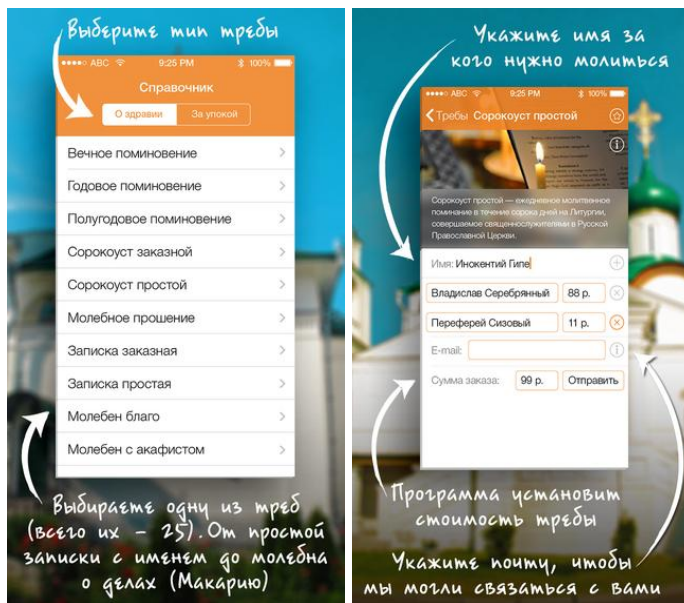 Выберите тип требы
ABC 9:25 PM 100%
Справочник
О здравии За упокой
Вечное поминовение
Годовое поминовение
Полугодовое поминовение
Сорокоуст заказной
Сорокоуст простой
Молебное прошение
Записка заказная
Записка простая
Молебен благо
Молебен с акафистом
Выбираете одну из треб
(всего их – 25). От простой
записки с именем до молебна
о делах (Макарию)
Укажите имя за
кого нужно молиться
ABC 9:25 PM 100%
Требы Сорокоуст простой
Сорокоуст простой — ежедневное молитвенное
поминание в течение сорока дней на Литургии,
совершаемое священнослужителями в Русской
Православной Церкви.
Имя: Инокентий Гипе
Владислав Серебрянный 88 р.
Переферей Сизовый 11 р.
E-mail:
Сумма заказа: 99 р. Отправить
Программа установит
стоимость требы
Укажите почту, чтобы
мы могли связаться с вами